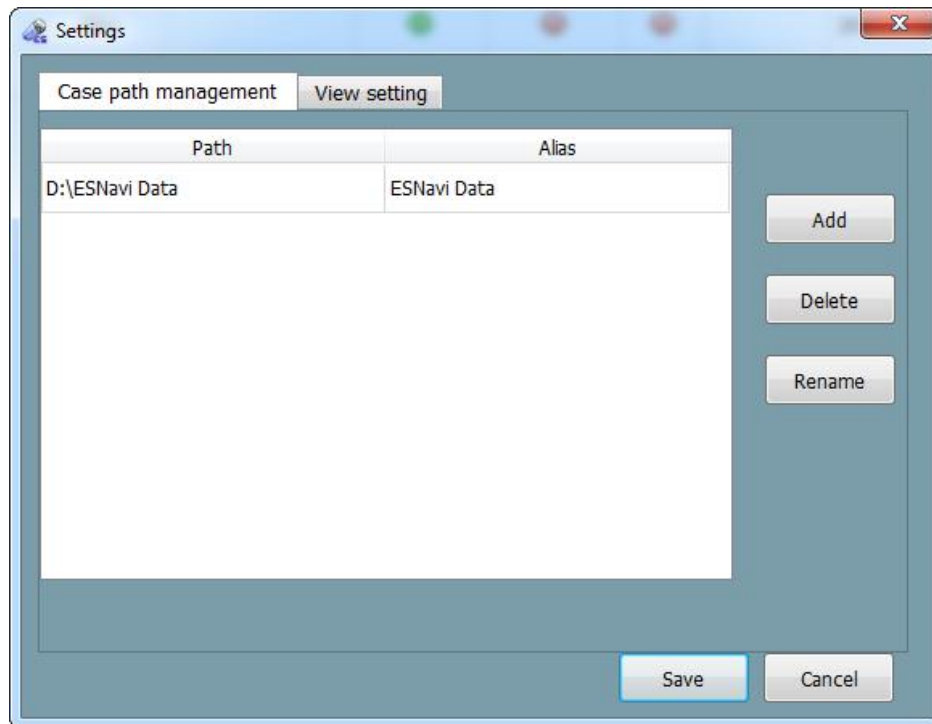 Settings
Case path management View setting
Path Alias
D:\ESNavi Data ESNavi Data
Add
Delete
Rename
Save Cancel